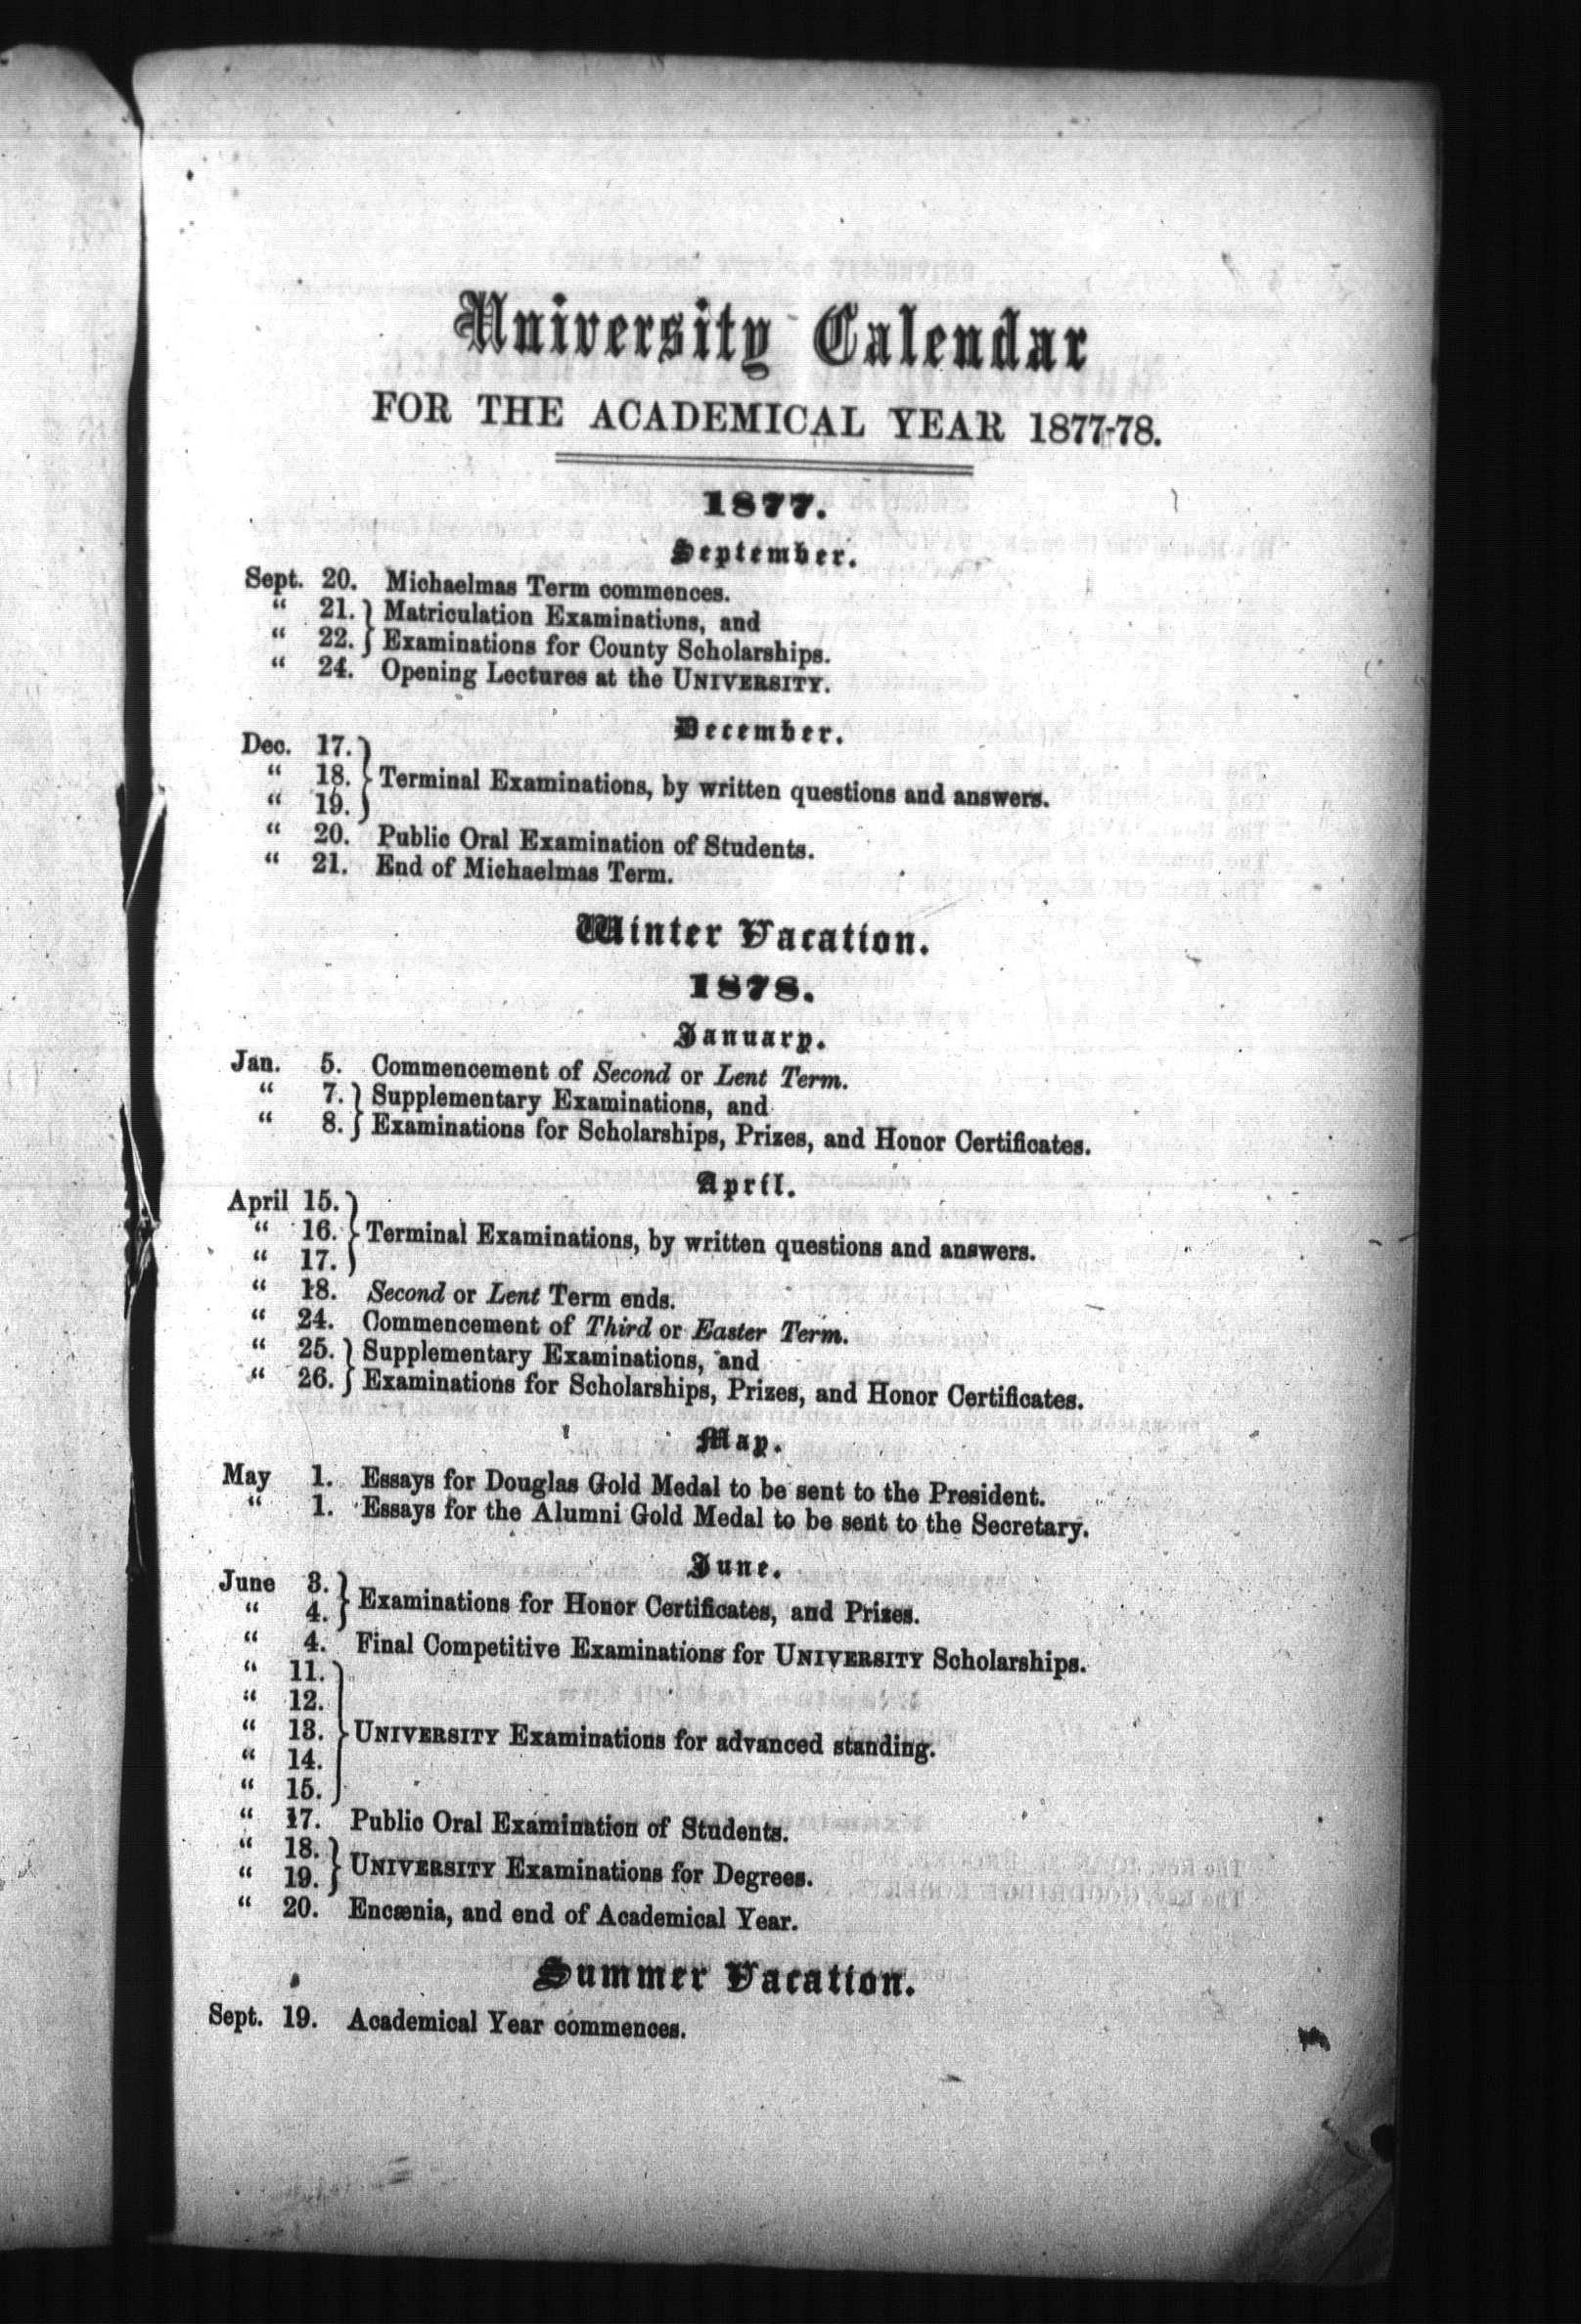 University Calendar
FOR THE ACADEMICAL YEAR 1877-78.
1877.
September.
Sept. 20. Michaelmas Term commences.
“ 21. } Matriculation Examinations, and
“ 22. } Examinations for County Scholarships.
“ 24. Opening Lectures at the UNIVERSITY.
December.
Dec. 17. }
“ 18. } Terminal Examinations, by written questions and answers.
“ 19. }
“ 20. Public Oral Examination of Students.
“ 21. End of Michaelmas Term.
Winter Vacation.
1878.
January.
Jan. 5. Commencement of Second or Lent Term.
“ 7. } Supplementary Examinations, and
“ 8. } Examinations for Scholarships, Prizes, and Honor Certificates.
April.
April 15. }
“ 16. } Terminal Examinations, by written questions and answers.
“ 17. }
“ 18. Second or Lent Term ends.
“ 24. Commencement of Third or Easter Term.
“ 25. } Supplementary Examinations, and
“ 26. } Examinations for Scholarships, Prizes, and Honor Certificates.
May.
May 1. Essays for Douglas Gold Medal to be sent to the President.
“ 1. Essays for the Alumni Gold Medal to be sent to the Secretary.
June.
June 3. } Examinations for Honor Certificates, and Prizes.
“ 4. }
“ 4. Final Competitive Examinations for UNIVERSITY Scholarships.
“ 11. }
“ 12. }
“ 13. } UNIVERSITY Examinations for advanced standing.
“ 14. }
“ 15. }
“ 17. Public Oral Examination of Students.
“ 18. } UNIVERSITY Examinations for Degrees.
“ 19. }
“ 20. Encænia, and end of Academical Year.
Summer Vacation.
Sept. 19. Academical Year commences.